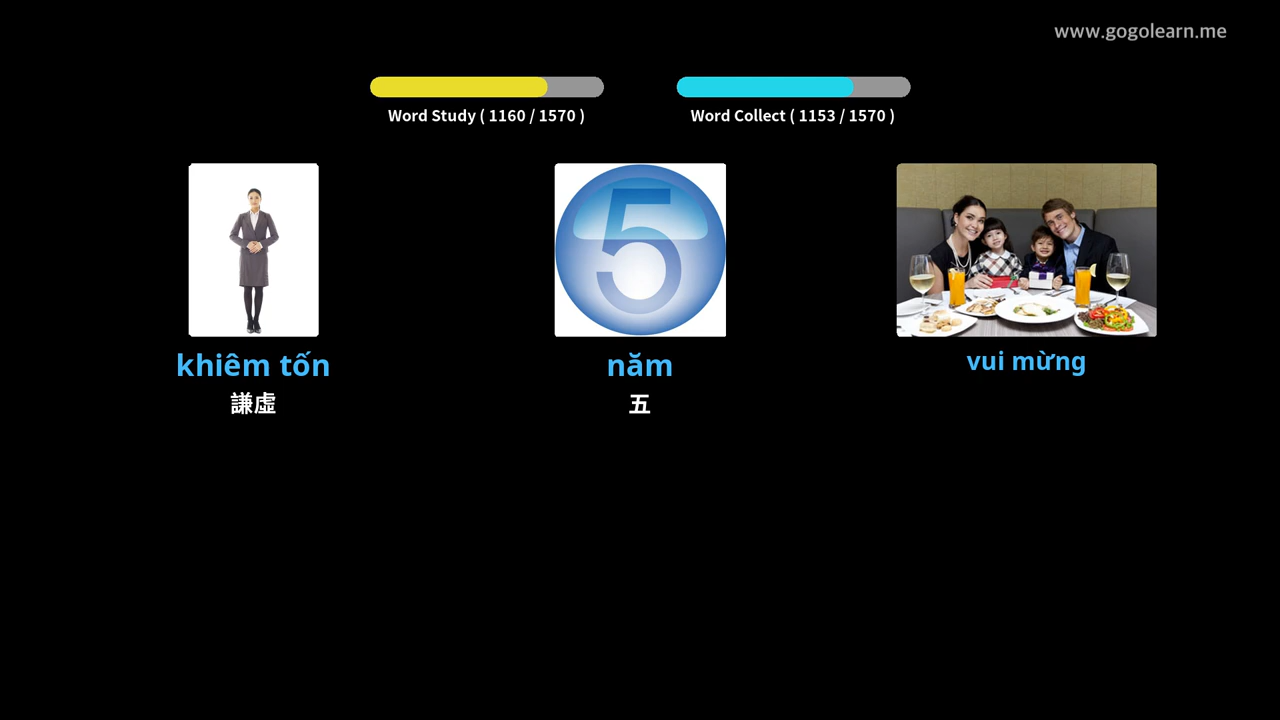 www.gogolearn.me
Word Study ( 1160 / 1570 )
Word Collect ( 1153 / 1570 )
5
khiêm tốn
謙虛
năm
五
vui mừng